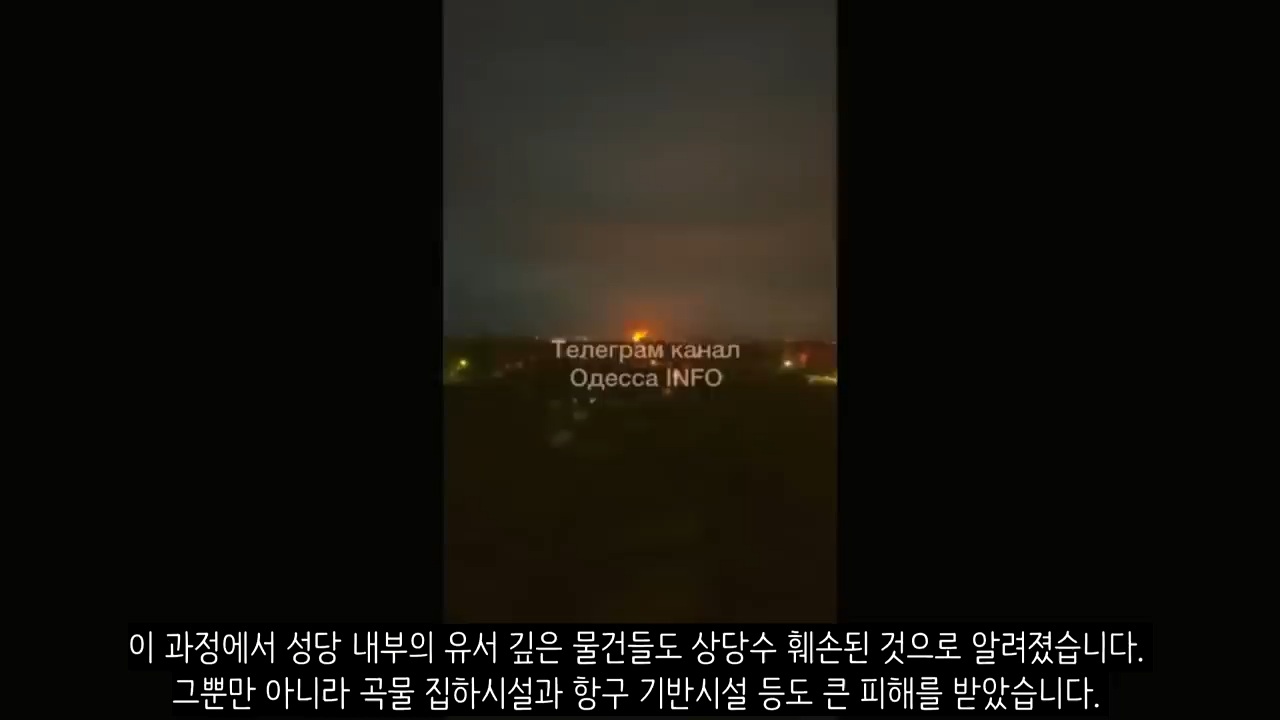 Телеграм канал
Одесса INFO
이 과정에서 성당 내부의 유서 깊은 물건들도 상당수 훼손된 것으로 알려졌습니다.
그뿐만 아니라 곡물 집하시설과 항구 기반시설 등도 큰 피해를 받았습니다.